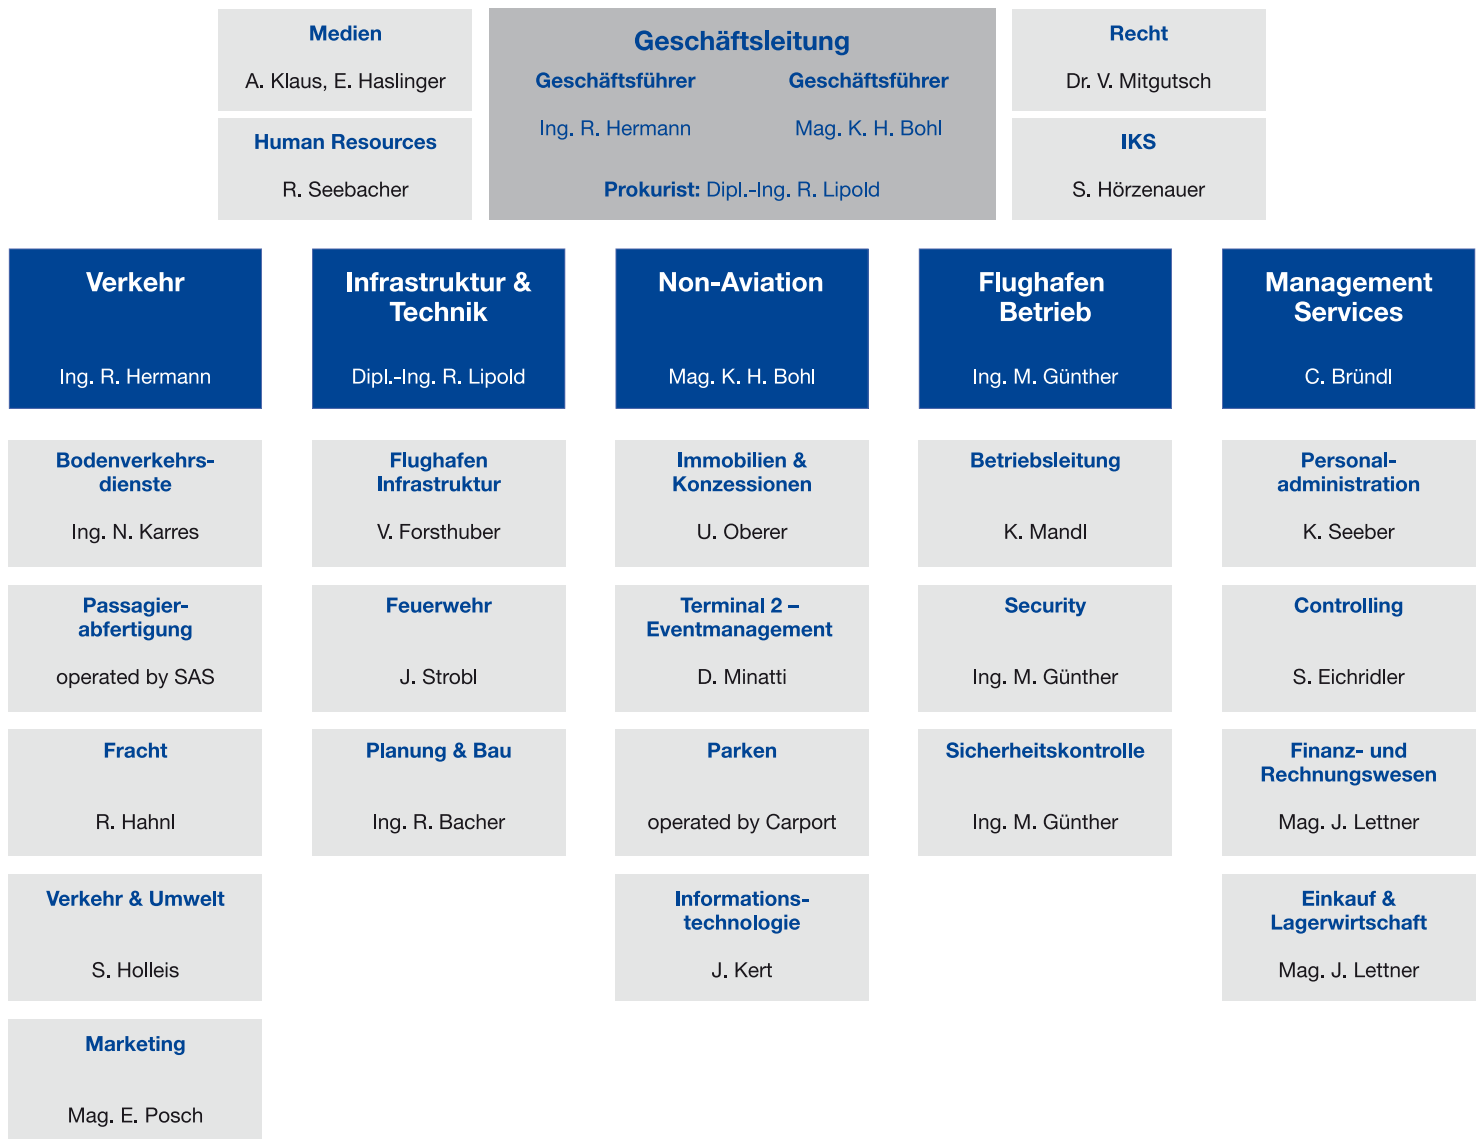 Medien
A. Klaus, E. Haslinger
Human Resources
R. Seebacher
Geschäftsleitung
Geschäftsführer
Ing. R. Hermann
Geschäftsführer
Mag. K. H. Bohl
Prokurist: Dipl.-Ing. R. Lipold
Recht
Dr. V. Mitgutsch
IKS
S. Hörzenauer
Verkehr
Ing. R. Hermann
Bodenverkehrs-
dienste
Ing. N. Karres
Passagier-
abfertigung
operated by SAS
Fracht
R. Hahnl
Verkehr & Umwelt
S. Holleis
Marketing
Mag. E. Posch
Infrastruktur &
Technik
Dipl.-Ing. R. Lipold
Flughafen
Infrastruktur
V. Forsthuber
Feuerwehr
J. Strobl
Planung & Bau
Ing. R. Bacher
Non-Aviation
Mag. K. H. Bohl
Immobilien &
Konzessionen
U. Oberer
Terminal 2 –
Eventmanagement
D. Minatti
Parken
operated by Carport
Informations-
technologie
J. Kert
Flughafen
Betrieb
Ing. M. Günther
Betriebsleitung
K. Mandl
Security
Ing. M. Günther
Sicherheitskontrolle
Ing. M. Günther
Management
Services
C. Bründl
Personal-
administration
K. Seeber
Controlling
S. Eichridler
Finanz- und
Rechnungswesen
Mag. J. Lettner
Einkauf &
Lagerwirtschaft
Mag. J. Lettner